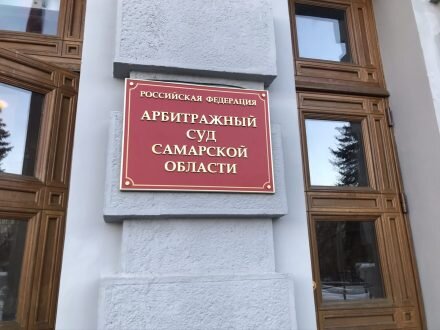 РОССИЙСКАЯ ФЕДЕРАЦИЯ
АРБИТРАЖНЫЙ
СУД
САМАРСКОЙ
ОБЛАСТИ